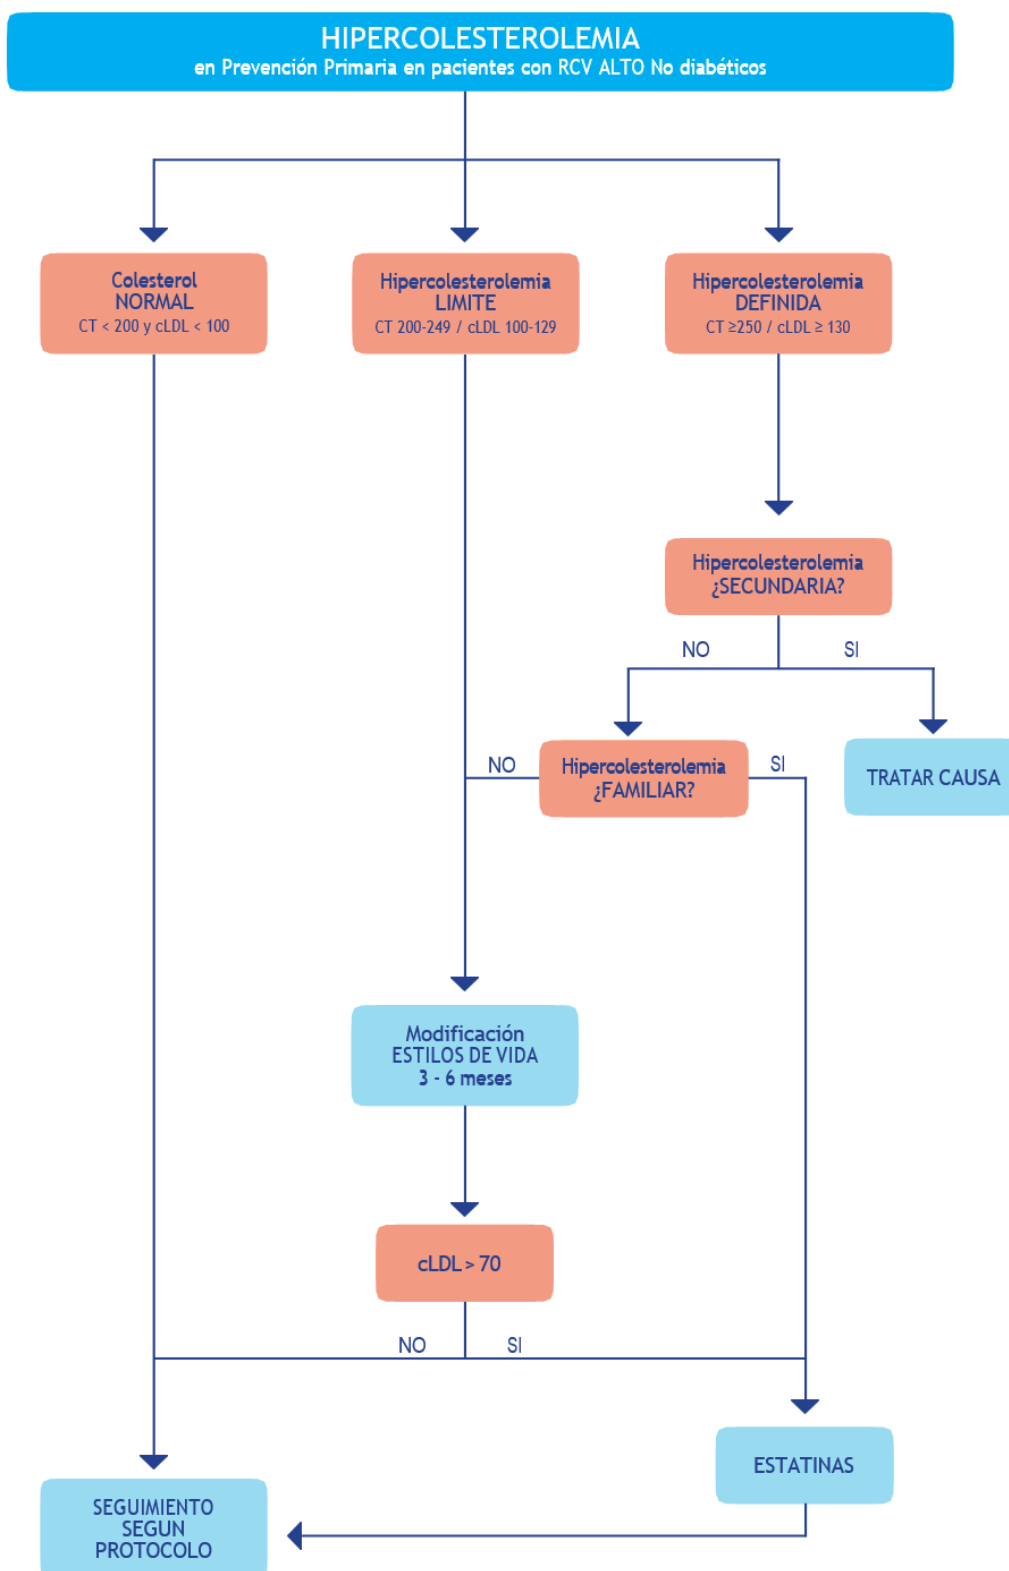 HIPERCOLESTEROLEMIA
en Prevención Primaria en pacientes con RCV ALTO No diabéticos
Colesterol
NORMAL
CT < 200 y cLDL < 100
Hipercolesterolemia
LIMITE
CT 200-249 / cLDL 100-129
Hipercolesterolemia
DEFINIDA
CT ≥250 / cLDL ≥ 130
Hipercolesterolemia
¿SECUNDARIA?
NO
SI
NO
Hipercolesterolemia
¿FAMILIAR?
SI
TRATAR CAUSA
Modificación
ESTILOS DE VIDA
3 - 6 meses
cLDL > 70
NO
SI
ESTATINAS
SEGUIMIENTO
SEGUN
PROTOCOLO